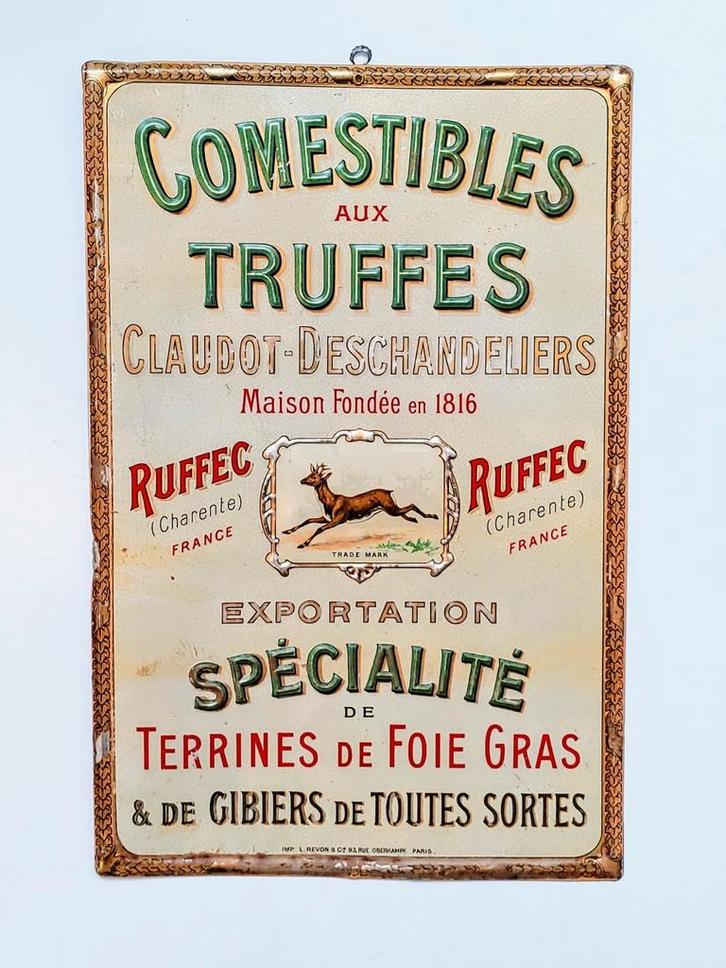 COMESTIBLES
AUX
TRUFFES
CLAUDOT-DESCHANDELIERS
Maison Fondée en 1816
RUFFEC
(Charente)
FRANCE
TRADE MARK
RUFFEC
(Charente)
FRANCE
EXPORTATION
SPÉCIALITÉ
DE
TERRINES DE FOIE GRAS
& DE GIBIERS DE TOUTES SORTES
IMP. L. REVON & Cie 93, RUE OBERKAMPF. PARIS.